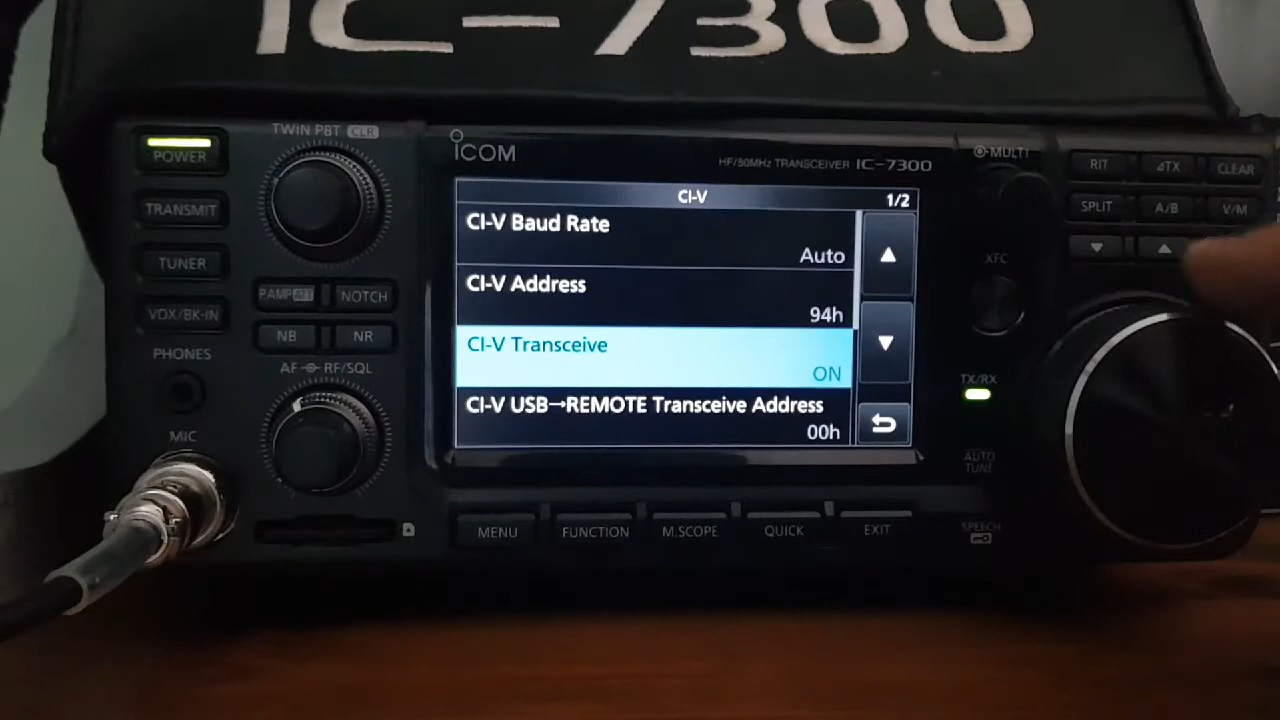 IC-7300
TWIN PBT CLR
POWER
TRANSMIT
TUNER
VOX/BK-IN
PHONES
MIC
P.AMP ATT
NOTCH
NB
NR
AF RF/SQL
ICOM
HF/50MHz TRANSCEIVER IC-7300
CI-V
1/2
CI-V Baud Rate
Auto
CI-V Address
94h
CI-V Transceive
ON
CI-V USB→REMOTE Transceive Address
00h
MENU
FUNCTION
M.SCOPE
QUICK
EXIT
MULTI
XFC
TX/RX
AUTO
TUNE
SPEECH
RIT
⊿TX
CLEAR
SPLIT
A/B
V/M